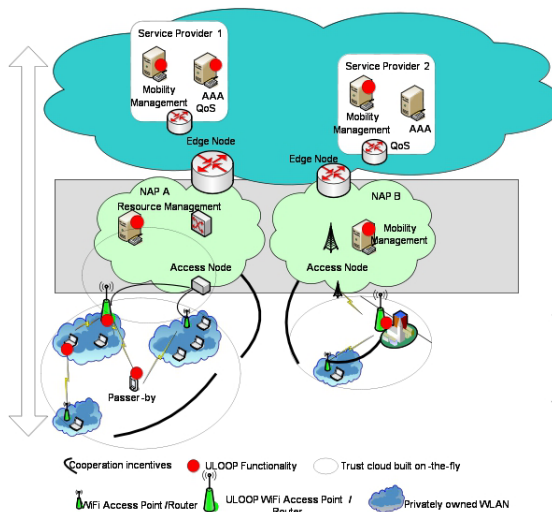 Service Provider 1
Mobility
Management
AAA
QoS
Service Provider 2
Mobility
Management
AAA
QoS
Edge Node
Edge Node
NAP A
Resource Management
Access Node
NAP B
Mobility
Management
Access Node
Passer-by
Cooperation incentives
ULOOP Functionality
Trust cloud built on -the-fly
WiFi Access Point /Router
ULOOP WiFi Access Point /
Router
Privately owned WLAN